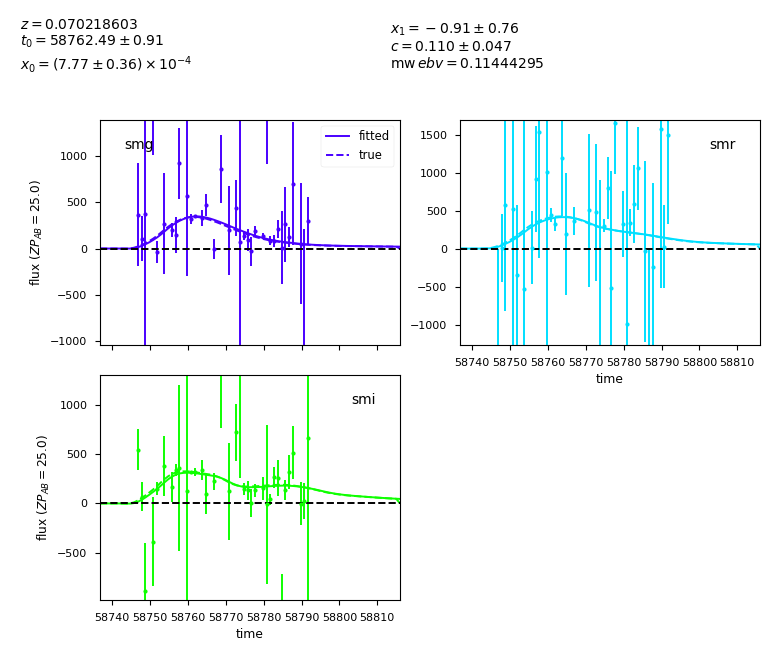 z = 0.070218603
t₀ = 58762.49 ± 0.91
x₀ = (7.77 ± 0.36) × 10⁻⁴
x₁ = −0.91 ± 0.76
c = 0.110 ± 0.047
mwebv = 0.11444295
smg
fitted
true
1000
500
0
−500
−1000
flux (ZP_AB = 25.0)
smr
1500
1000
500
0
−500
−1000
58740 58750 58760 58770 58780 58790 58800 58810
time
smi
1000
500
0
−500
flux (ZP_AB = 25.0)
58740 58750 58760 58770 58780 58790 58800 58810
time